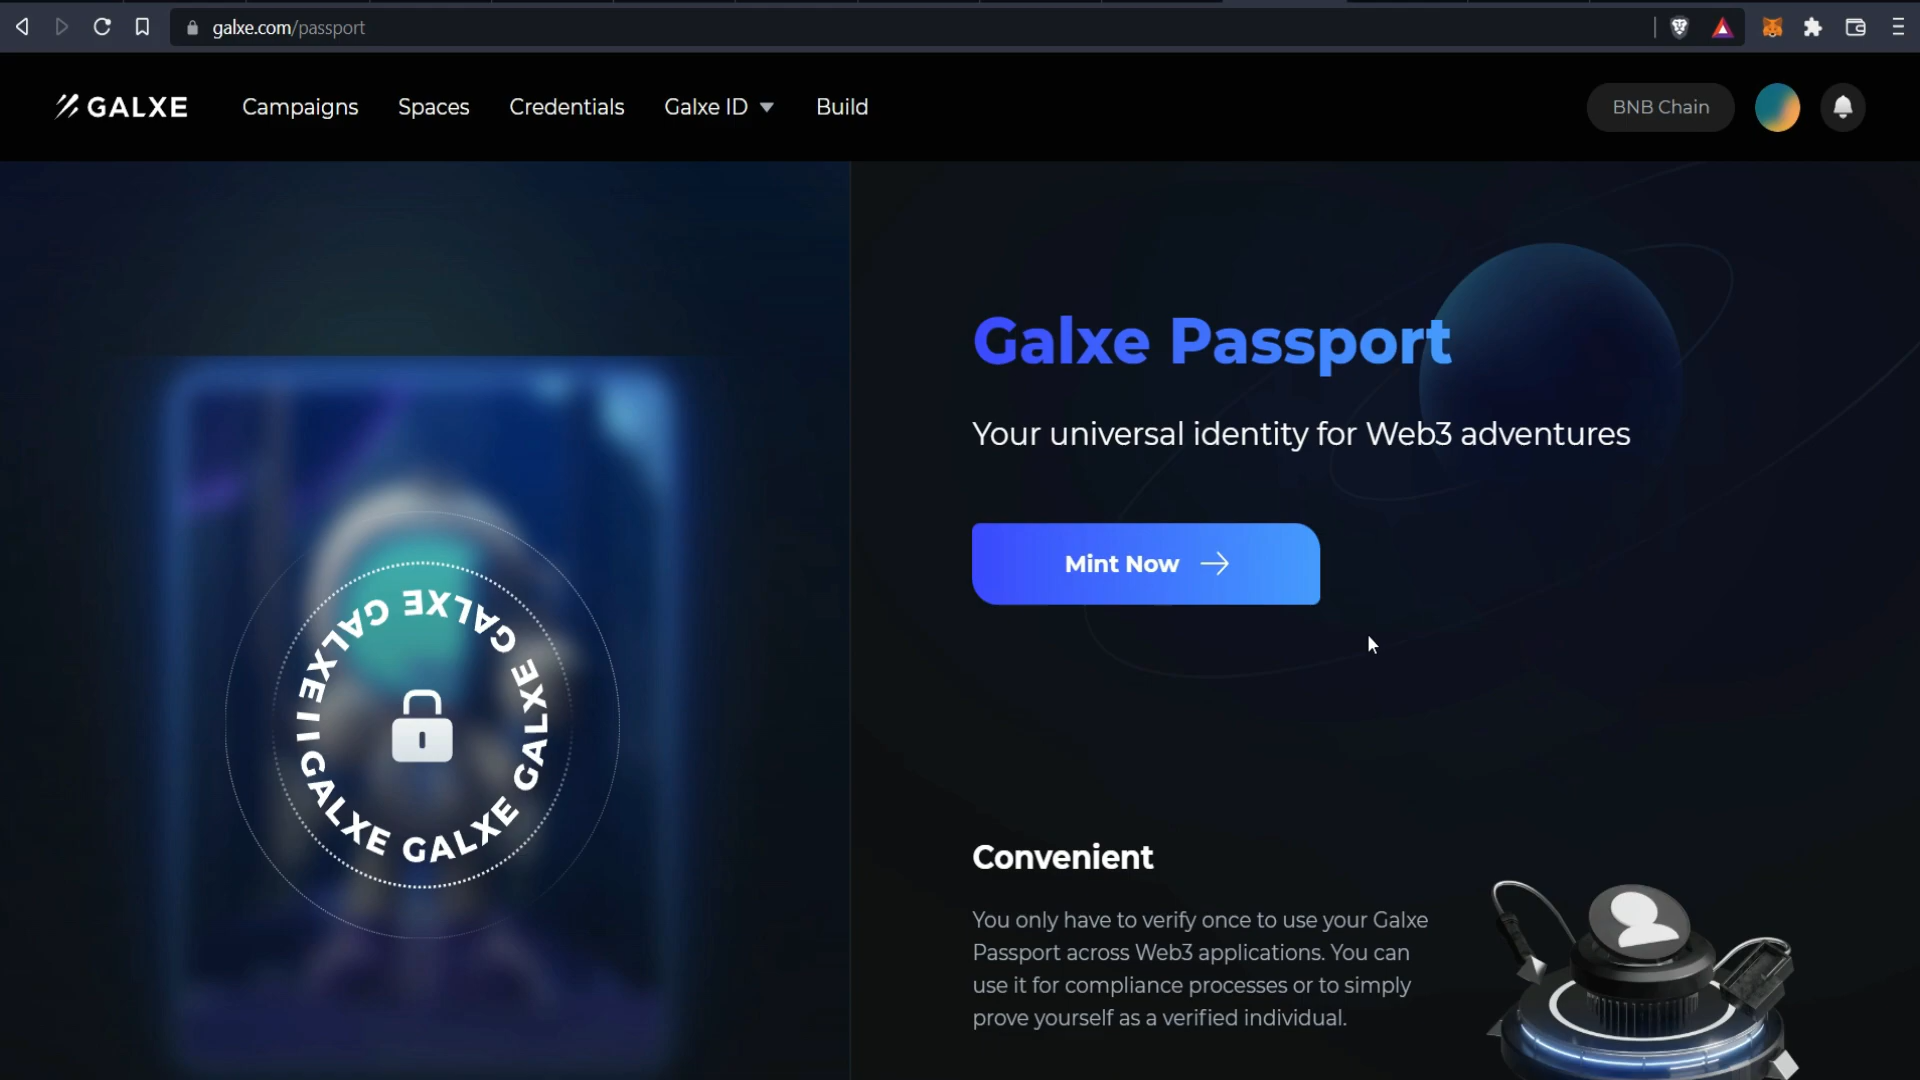 galxe.com/passport
GALXE
Campaigns
Spaces
Credentials
Galxe ID
Build
BNB Chain
Galxe Passport
Your universal identity for Web3 adventures
Mint Now
GALXE GALXE GALXE GALXE GALXE
Convenient
You only have to verify once to use your Galxe
Passport across Web3 applications. You can
use it for compliance processes or to simply
prove yourself as a verified individual.